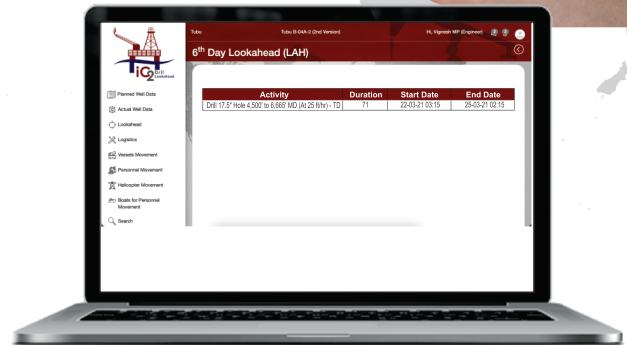 Tubu
Tubu B-04A-2 (2nd Version)
Hi, Vignesh MP (Engineer)
6th Day Lookahead (LAH)
iC2 Drill
Lookahead
Planned Well Data
Actual Well Data
Lookahead
Logistics
Vessels Movement
Personnel Movement
Helicopter Movement
Boats for Personnel
Movement
Search
Activity Duration Start Date End Date
Drill 17.5" Hole 4,500' to 6,665' MD (At 25 ft/hr) - TD 71 22-03-21 03:15 25-03-21 02:15